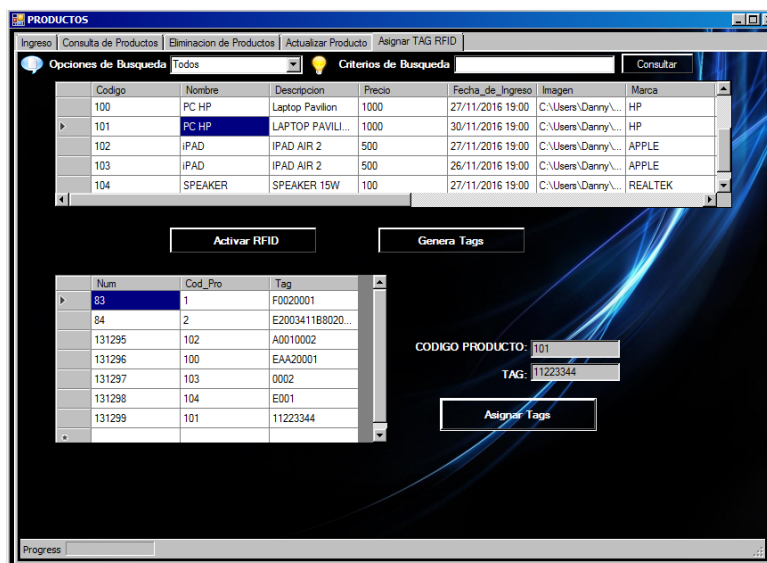 PRODUCTOS
Ingreso Consulta de Productos Eliminacion de Productos Actualizar Producto Asignar TAG RFID
Opciones de Busqueda Todos Criterios de Busqueda Consultar
Codigo Nombre Descripcion Precio Fecha_de_Ingreso Imagen Marca
100 PC HP Laptop Pavilion 1000 27/11/2016 19:00 C:\Users\Danny\... HP
101 PC HP LAPTOP PAVILI... 1000 30/11/2016 19:00 C:\Users\Danny\... HP
102 iPAD IPAD AIR 2 500 27/11/2016 19:00 C:\Users\Danny\... APPLE
103 iPAD IPAD AIR 2 500 26/11/2016 19:00 C:\Users\Danny\... APPLE
104 SPEAKER SPEAKER 15W 100 27/11/2016 19:00 C:\Users\Danny\... REALTEK
Activar RFID Genera Tags
Num Cod_Pro Tag
83 1 F0020001
84 2 E2003411B8020...
131295 102 A0010002
131296 100 EAA20001
131297 103 0002
131298 104 E001
131299 101 11223344
CODIGO PRODUCTO: 101
TAG: 11223344
Asignar Tags
Progress